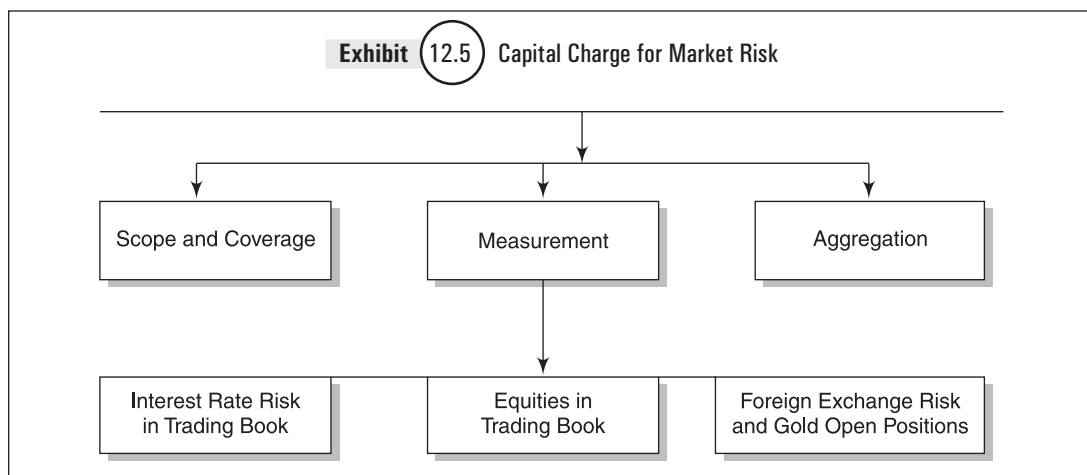 Exhibit 12.5 Capital Charge for Market Risk
Scope and Coverage
Measurement
Aggregation
Interest Rate Risk
in Trading Book
Equities in
Trading Book
Foreign Exchange Risk
and Gold Open Positions